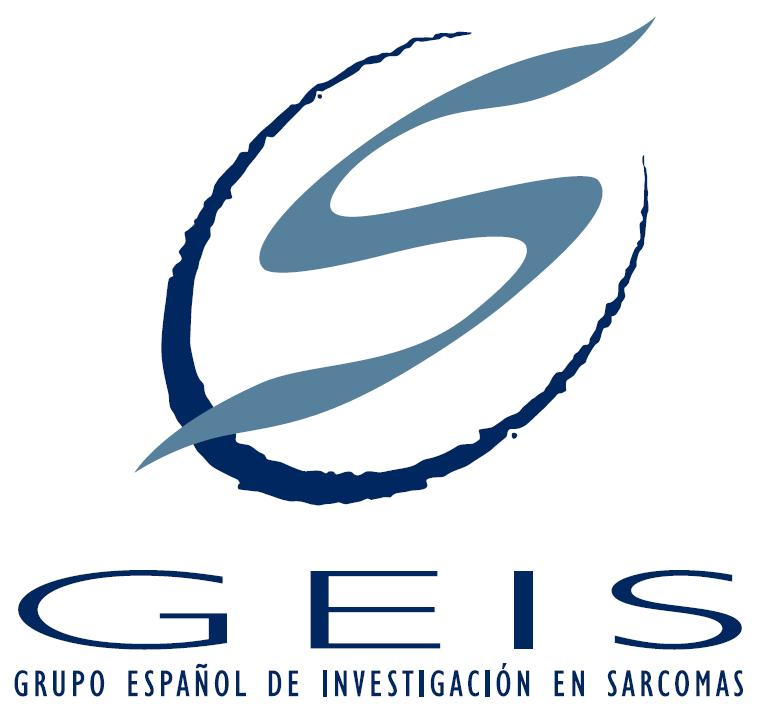 GEIS
GRUPO ESPAÑOL DE INVESTIGACIÓN EN SARCOMAS